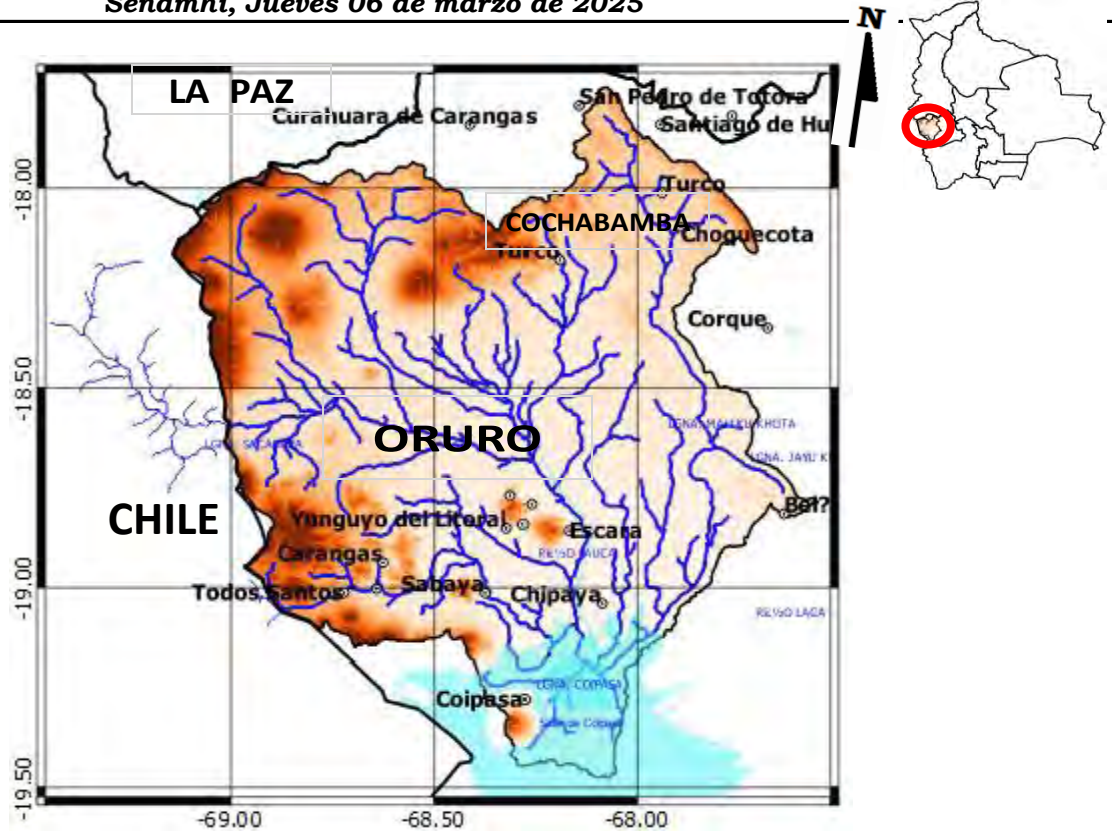 Senamhi, Jueves 06 de marzo de 2025
N
LA PAZ
San Pedro de Totora
Curahuara de Carangas
Santiago de Hu
-18.00
Turco
COCHABAMBA
Choquecota
Turco
Corque
-18.50
LGNA. MALLKU KHOTA
ORURO
LGNA. JAYU K
CHILE
Yunguyo del Litoral
Escara
Carangas
-19.00
Todos Santos
Sabaya
Chipaya
Coipasa
LGNA. COIPASA
-19.50
-69.00
-68.50
-68.00